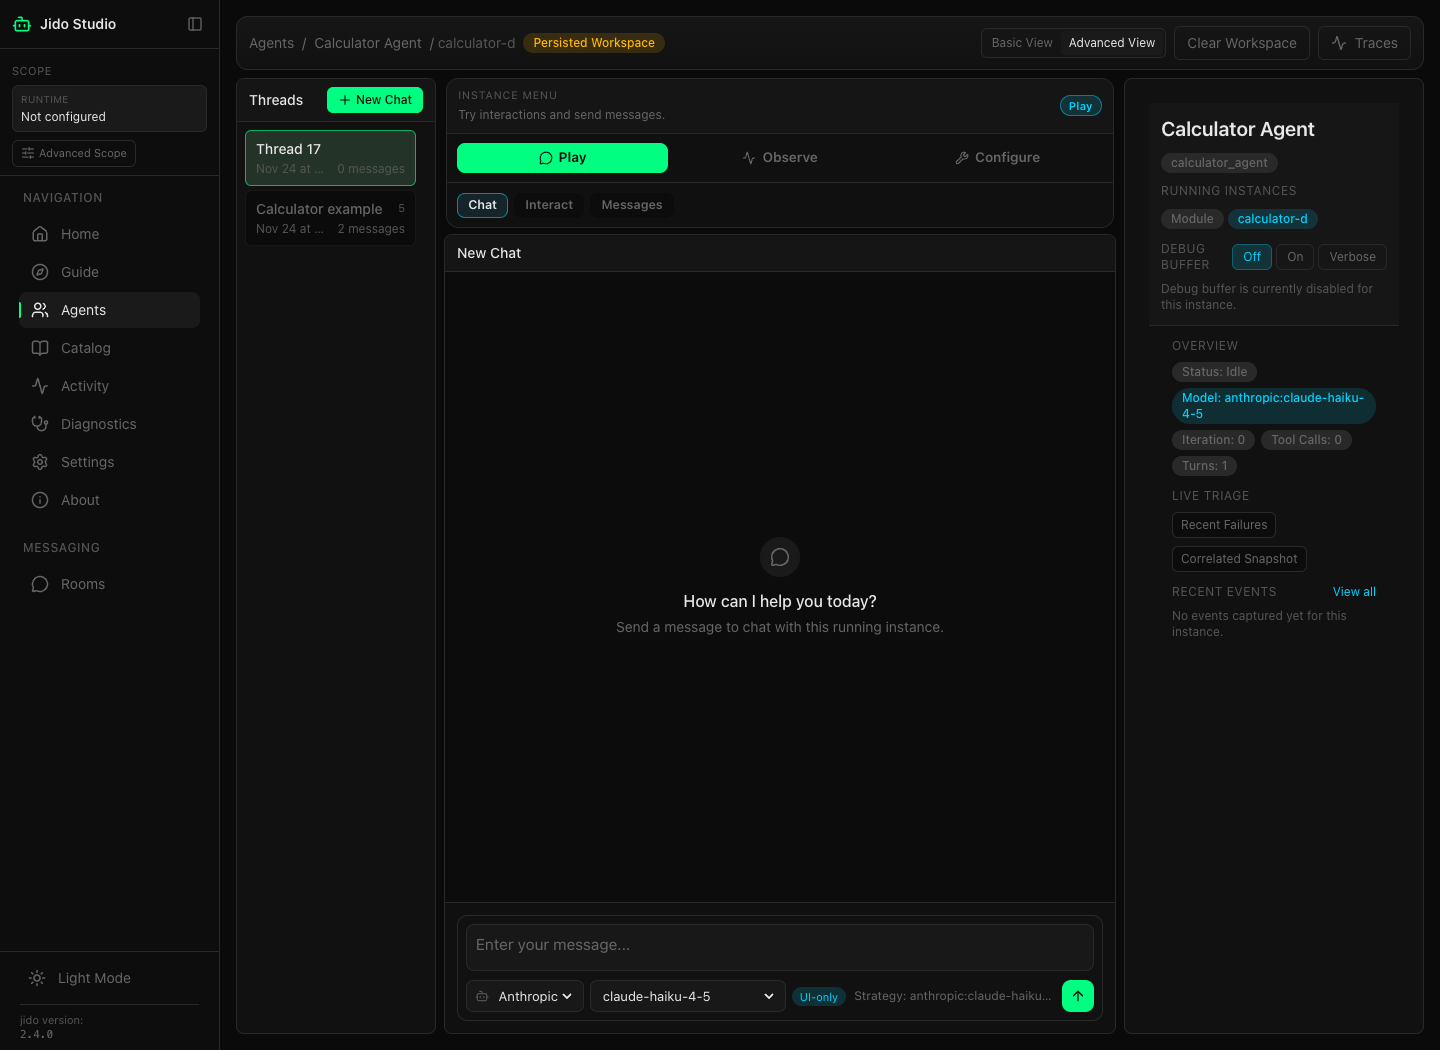 Jido Studio
SCOPE
RUNTIME
Not configured
Advanced Scope
NAVIGATION
Home
Guide
Agents
Catalog
Activity
Diagnostics
Settings
About
MESSAGING
Rooms
Light Mode
jido version:
2.4.0
Agents / Calculator Agent / calculator-d Persisted Workspace
Basic View Advanced View Clear Workspace Traces
Threads + New Chat
Thread 17
Nov 24 at ... 0 messages
Calculator example 5
Nov 24 at ... 2 messages
INSTANCE MENU
Try interactions and send messages.
Play
Play Observe Configure
Chat Interact Messages
New Chat
How can I help you today?
Send a message to chat with this running instance.
Enter your message...
Anthropic claude-haiku-4-5 UI-only Strategy: anthropic:claude-haiku...
Calculator Agent
calculator_agent
RUNNING INSTANCES
Module calculator-d
DEBUG
BUFFER
Off On Verbose
Debug buffer is currently disabled for
this instance.
OVERVIEW
Status: Idle
Model: anthropic:claude-haiku-
4-5
Iteration: 0 Tool Calls: 0
Turns: 1
LIVE TRIAGE
Recent Failures
Correlated Snapshot
RECENT EVENTS View all
No events captured yet for this
instance.